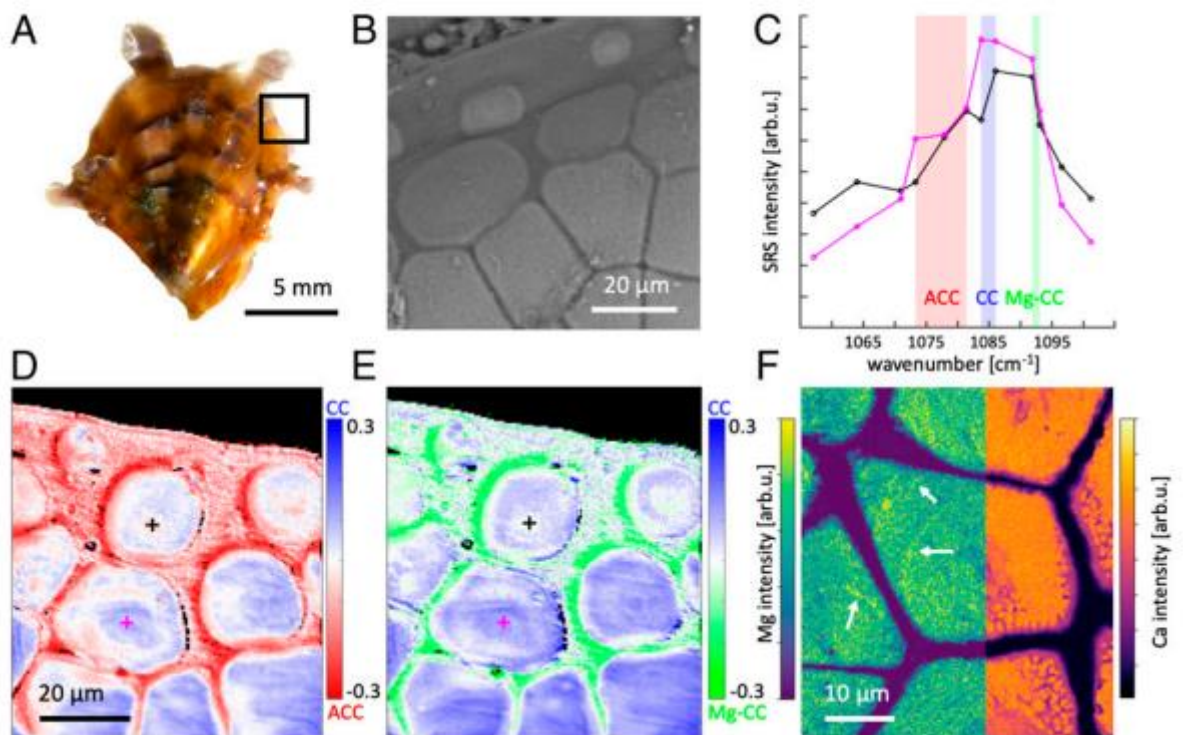 A
5 mm
B
20 µm
C
SRS intensity [arb.u.]
ACC
CC
Mg-CC
1065
1075
1085
1095
wavenumber [cm⁻¹]
D
20 µm
CC
0.3
-0.3
ACC
E
CC
0.3
-0.3
Mg-CC
F
Mg intensity [arb.u.]
10 µm
Ca intensity [arb.u.]